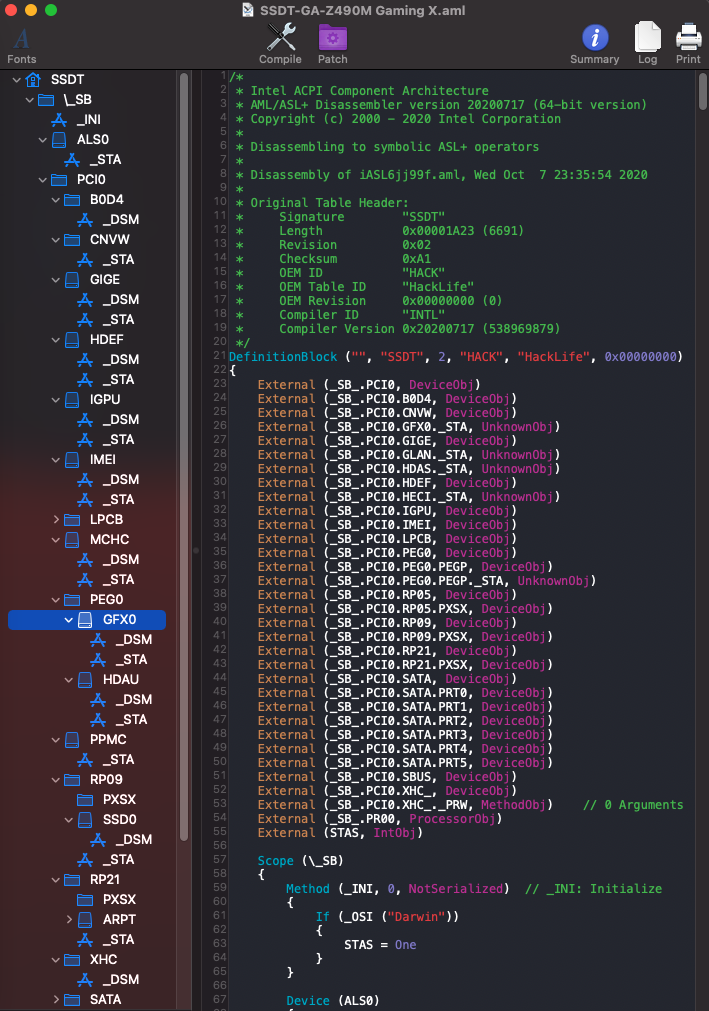 SSDT-GA-Z490M Gaming X.aml
Fonts
Compile
Patch
Summary
Log
Print
SSDT
\_SB
_INI
ALS0
_STA
PCI0
B0D4
_DSM
CNVW
_STA
GIGE
_DSM
_STA
HDEF
_DSM
_STA
IGPU
_DSM
_STA
IMEI
_DSM
_STA
LPCB
MCHC
_DSM
_STA
PEG0
GFX0
_DSM
_STA
HDAU
_DSM
_STA
PPMC
_STA
RP09
PXSX
SSD0
_DSM
_STA
RP21
PXSX
ARPT
_STA
XHC
_DSM
SATA
1 /*
2 * Intel ACPI Component Architecture
3 * AML/ASL+ Disassembler version 20200717 (64-bit version)
4 * Copyright (c) 2000 - 2020 Intel Corporation
5 *
6 * Disassembling to symbolic ASL+ operators
7 *
8 * Disassembly of iASL6jj99f.aml, Wed Oct  7 23:35:54 2020
9 *
10 * Original Table Header:
11 *     Signature        "SSDT"
12 *     Length           0x00001A23 (6691)
13 *     Revision         0x02
14 *     Checksum         0xA1
15 *     OEM ID           "HACK"
16 *     OEM Table ID     "HackLife"
17 *     OEM Revision     0x00000000 (0)
18 *     Compiler ID      "INTL"
19 *     Compiler Version 0x20200717 (538969879)
20 */
21 DefinitionBlock ("", "SSDT", 2, "HACK", "HackLife", 0x00000000)
22 {
23     External (_SB_.PCI0, DeviceObj)
24     External (_SB_.PCI0.B0D4, DeviceObj)
25     External (_SB_.PCI0.CNVW, DeviceObj)
26     External (_SB_.PCI0.GFX0._STA, UnknownObj)
27     External (_SB_.PCI0.GIGE, DeviceObj)
28     External (_SB_.PCI0.GLAN._STA, UnknownObj)
29     External (_SB_.PCI0.HDAS._STA, UnknownObj)
30     External (_SB_.PCI0.HDEF, DeviceObj)
31     External (_SB_.PCI0.HECI._STA, UnknownObj)
32     External (_SB_.PCI0.IGPU, DeviceObj)
33     External (_SB_.PCI0.IMEI, DeviceObj)
34     External (_SB_.PCI0.LPCB, DeviceObj)
35     External (_SB_.PCI0.PEG0, DeviceObj)
36     External (_SB_.PCI0.PEG0.PEGP, DeviceObj)
37     External (_SB_.PCI0.PEG0.PEGP._STA, UnknownObj)
38     External (_SB_.PCI0.RP05, DeviceObj)
39     External (_SB_.PCI0.RP05.PXSX, DeviceObj)
40     External (_SB_.PCI0.RP09, DeviceObj)
41     External (_SB_.PCI0.RP09.PXSX, DeviceObj)
42     External (_SB_.PCI0.RP21, DeviceObj)
43     External (_SB_.PCI0.RP21.PXSX, DeviceObj)
44     External (_SB_.PCI0.SATA, DeviceObj)
45     External (_SB_.PCI0.SATA.PRT0, DeviceObj)
46     External (_SB_.PCI0.SATA.PRT1, DeviceObj)
47     External (_SB_.PCI0.SATA.PRT2, DeviceObj)
48     External (_SB_.PCI0.SATA.PRT3, DeviceObj)
49     External (_SB_.PCI0.SATA.PRT4, DeviceObj)
50     External (_SB_.PCI0.SATA.PRT5, DeviceObj)
51     External (_SB_.PCI0.SBUS, DeviceObj)
52     External (_SB_.PCI0.XHC_, DeviceObj)
53     External (_SB_.PCI0.XHC_._PRW, MethodObj)    // 0 Arguments
54     External (_SB_.PR00, ProcessorObj)
55     External (STAS, IntObj)
56
57     Scope (\_SB)
58     {
59         Method (_INI, 0, NotSerialized)  // _INI: Initialize
60         {
61             If (_OSI ("Darwin"))
62             {
63                 STAS = One
64             }
65         }
66
67         Device (ALS0)